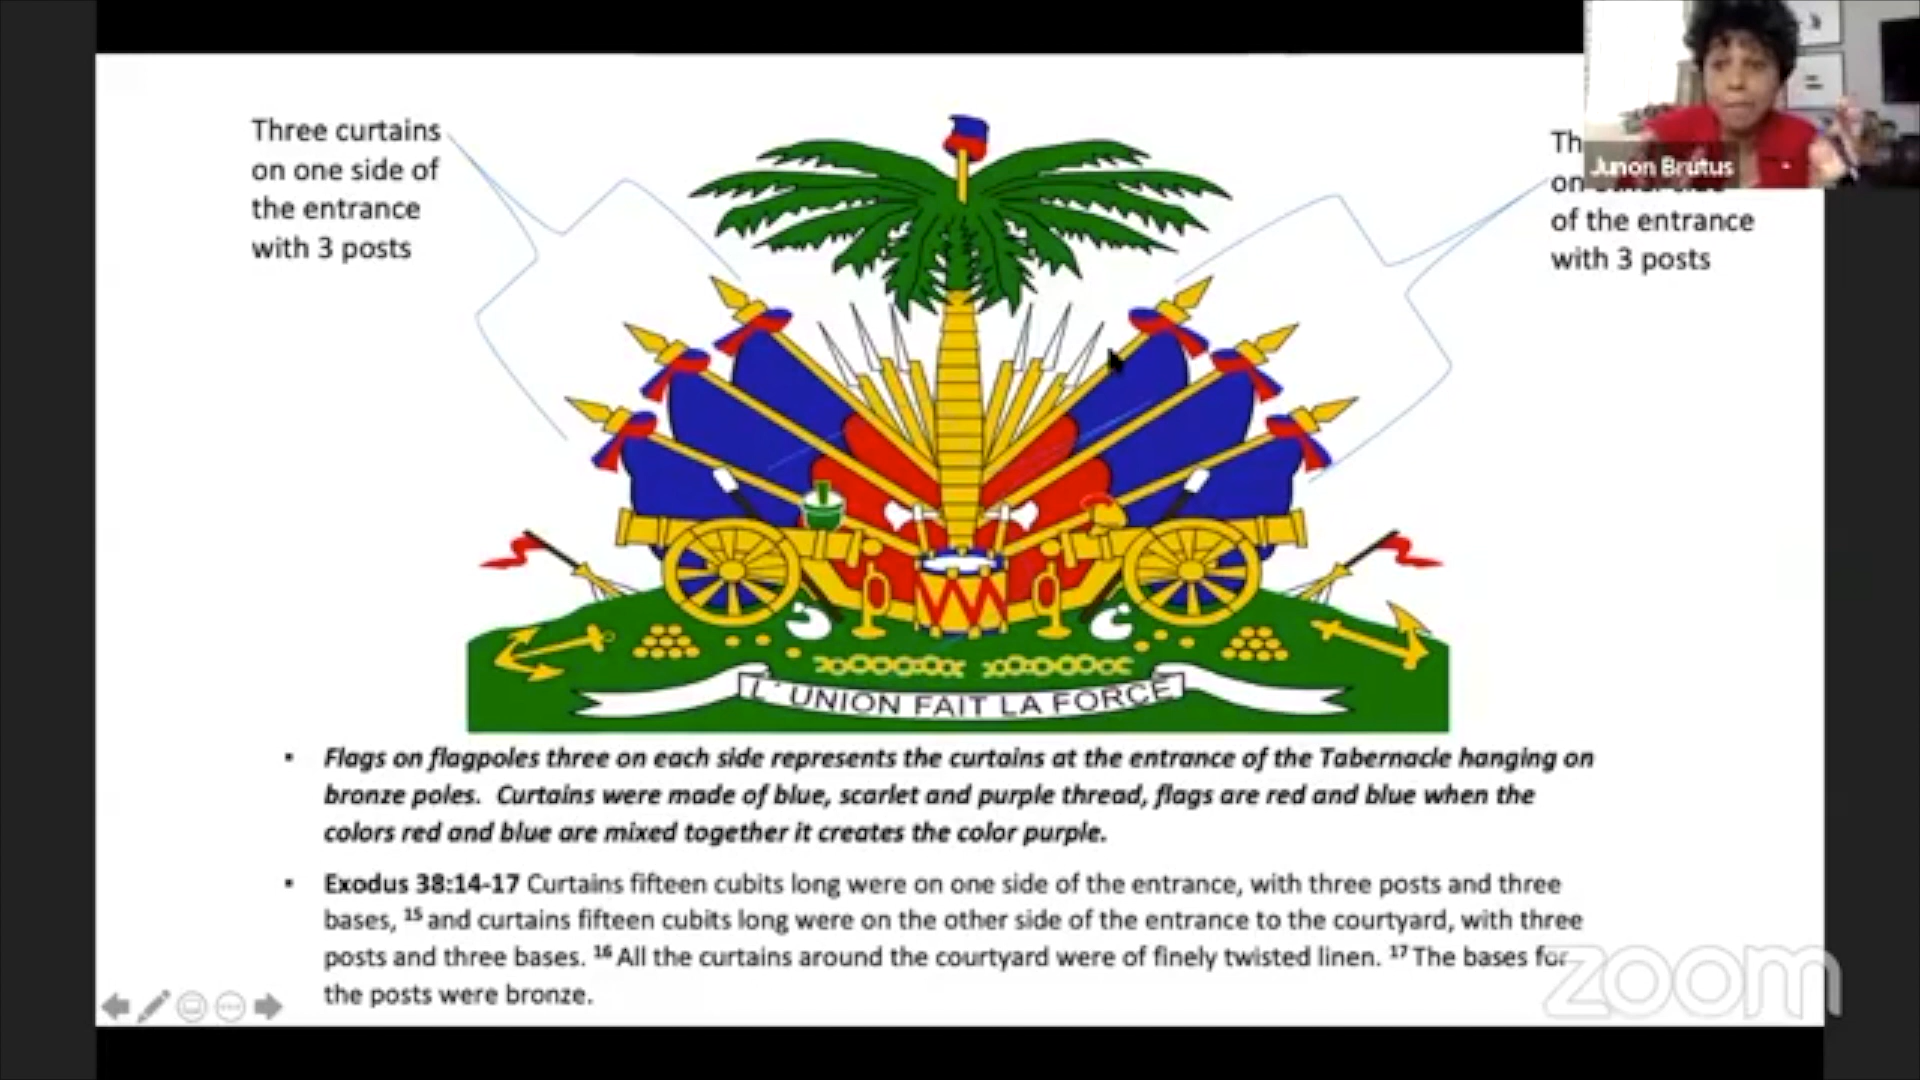 Three curtains
on one side of
the entrance
with 3 posts
Junon Brutus
on
of the entrance
with 3 posts
L'UNION FAIT LA FORCE
• Flags on flagpoles three on each side represents the curtains at the entrance of the Tabernacle hanging on
bronze poles. Curtains were made of blue, scarlet and purple thread, flags are red and blue when the
colors red and blue are mixed together it creates the color purple.
• Exodus 38:14-17 Curtains fifteen cubits long were on one side of the entrance, with three posts and three
bases, 15 and curtains fifteen cubits long were on the other side of the entrance to the courtyard, with three
posts and three bases. 16 All the curtains around the courtyard were of finely twisted linen. 17 The bases for
the posts were bronze.
zoom